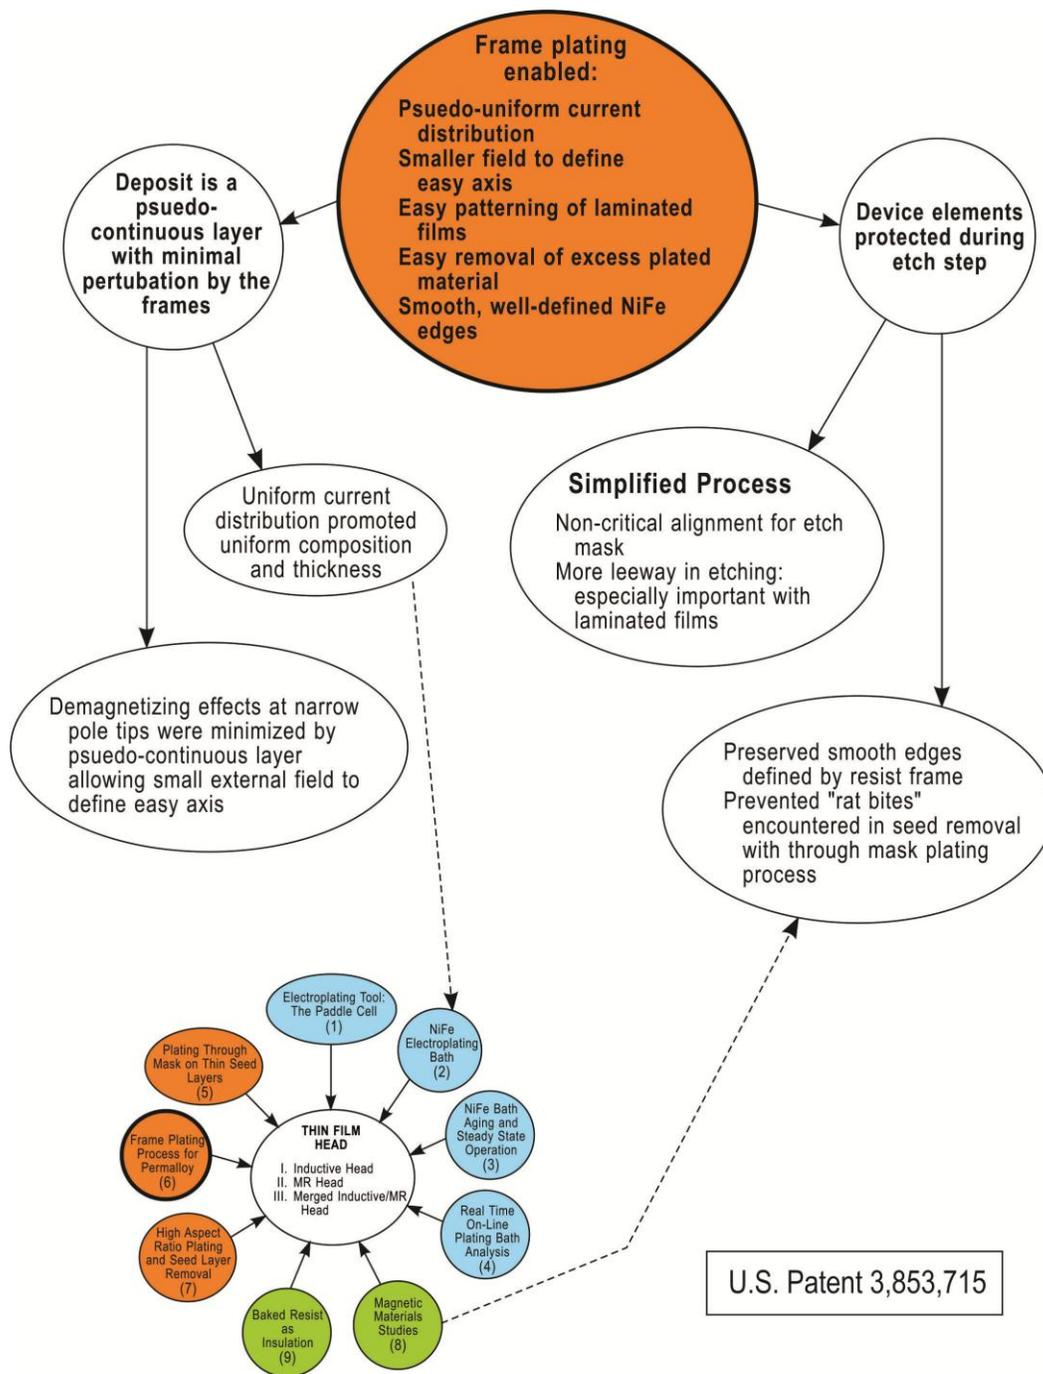 Frame plating
enabled:
Psuedo-uniform current
distribution
Smaller field to define
easy axis
Easy patterning of laminated
films
Easy removal of excess plated
material
Smooth, well-defined NiFe
edges
Deposit is a
psuedo-
continuous layer
with minimal
pertubation by the
frames
Device elements
protected during
etch step
Uniform current
distribution promoted
uniform composition
and thickness
Simplified Process
Non-critical alignment for etch
mask
More leeway in etching:
especially important with
laminated films
Demagnetizing effects at narrow
pole tips were minimized by
psuedo-continuous layer
allowing small external field to
define easy axis
Preserved smooth edges
defined by resist frame
Prevented "rat bites"
encountered in seed removal
with through mask plating
process
Electroplating Tool:
The Paddle Cell
(1)
NiFe
Electroplating
Bath
(2)
NiFe Bath
Aging and
Steady State
Operation
(3)
Real Time
On-Line
Plating Bath
Analysis
(4)
Plating Through
Mask on Thin Seed
Layers
(5)
Frame Plating
Process for
Permalloy
(6)
High Aspect
Ratio Plating
and Seed Layer
Removal
(7)
Magnetic
Materials
Studies
(8)
Baked Resist
as
Insulation
(9)
THIN FILM
HEAD
I. Inductive Head
II. MR Head
III. Merged Inductive/MR
Head
U.S. Patent 3,853,715